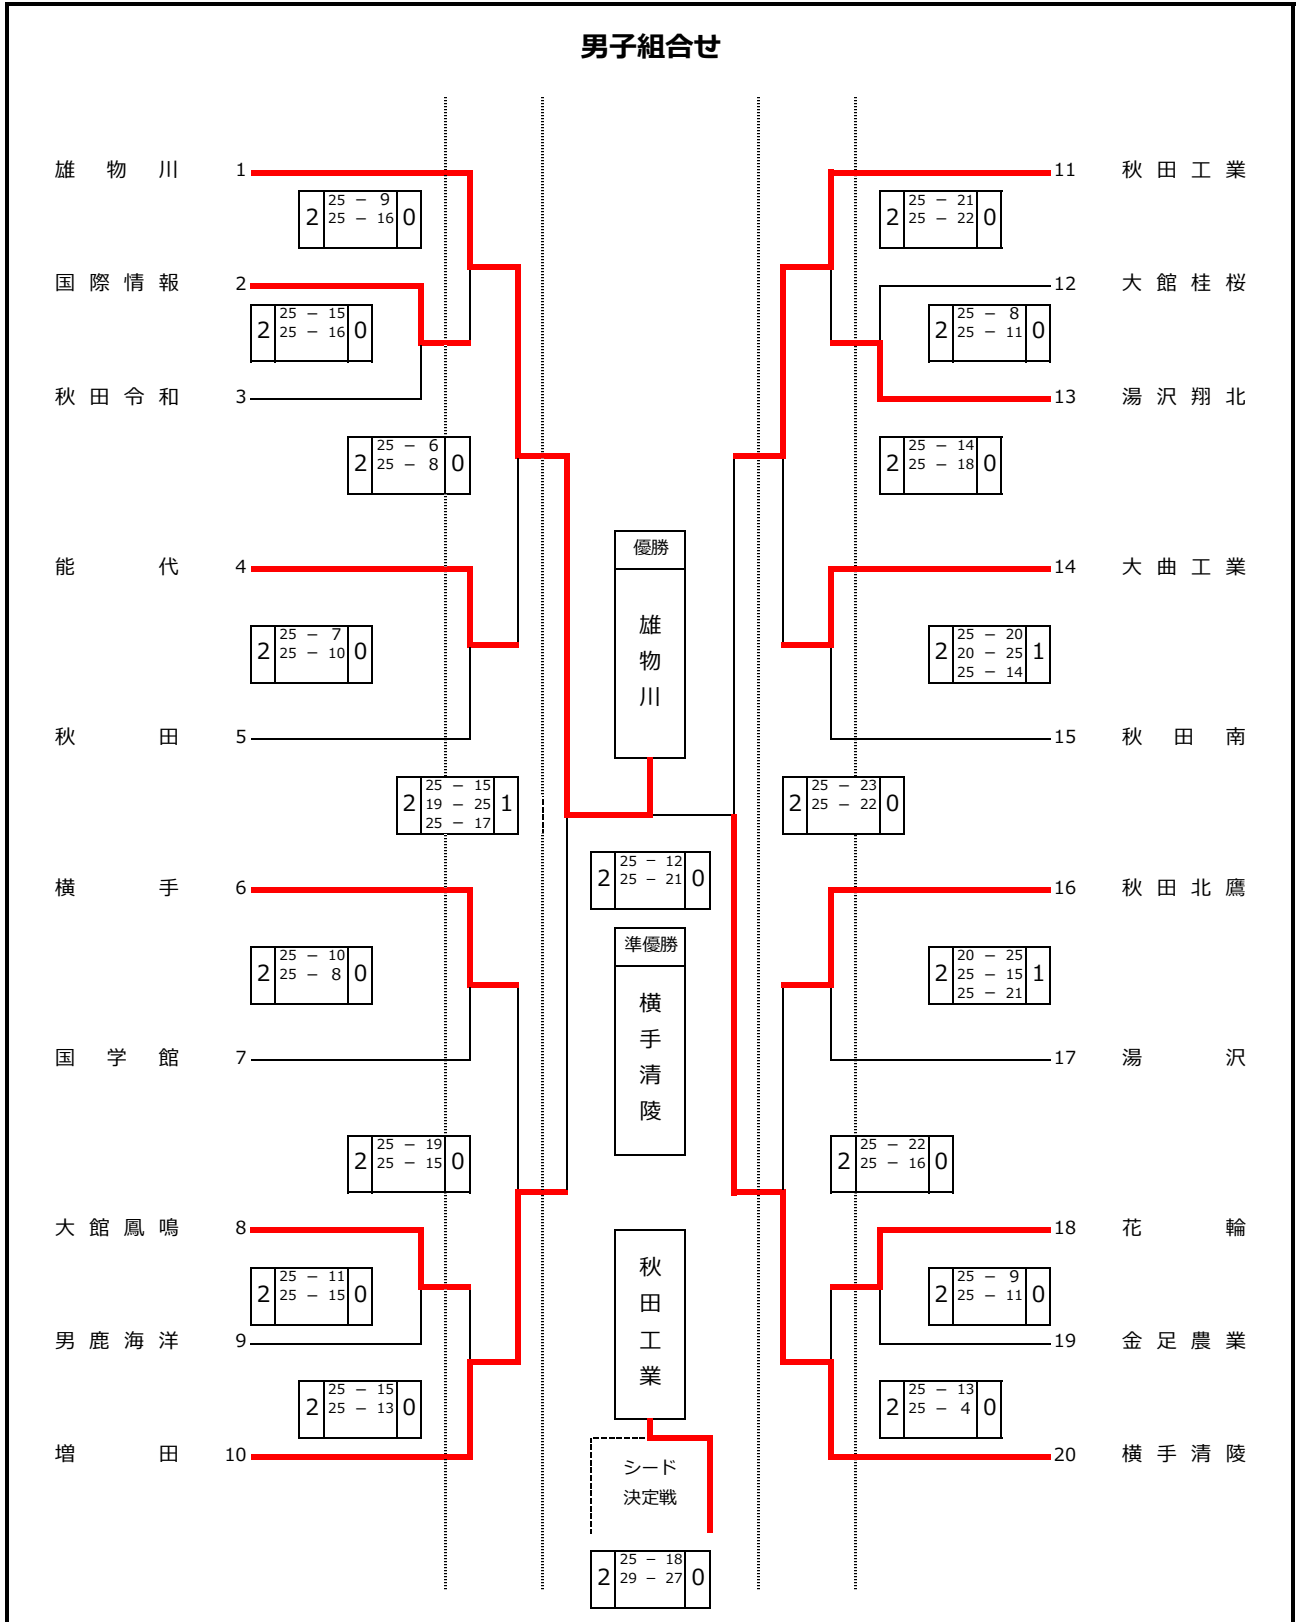 男子組合せ
雄物川 1
2 25 － 9 0
25 － 16
国際情報 2
2 25 － 15 0
25 － 16
秋田令和 3
2 25 － 6 0
25 － 8
能代 4
2 25 － 7 0
25 － 10
秋田 5
2 25 － 15 1
19 － 25
25 － 17
横手 6
2 25 － 10 0
25 － 8
国学館 7
2 25 － 19 0
25 － 15
大館鳳鳴 8
2 25 － 11 0
25 － 15
男鹿海洋 9
2 25 － 15 0
25 － 13
増田 10
優勝
雄物川
2 25 － 12 0
25 － 21
準優勝
横手清陵
秋田工業
シード
決定戦
2 25 － 18 0
29 － 27
11 秋田工業
2 25 － 21 0
25 － 22
12 大館桂桜
2 25 － 8 0
25 － 11
13 湯沢翔北
2 25 － 14 0
25 － 18
14 大曲工業
2 25 － 20 1
20 － 25
25 － 14
15 秋田南
2 25 － 23 0
25 － 22
16 秋田北鷹
2 20 － 25 1
25 － 15
25 － 21
17 湯沢
2 25 － 22 0
25 － 16
18 花輪
2 25 － 9 0
25 － 11
19 金足農業
2 25 － 13 0
25 － 4
20 横手清陵